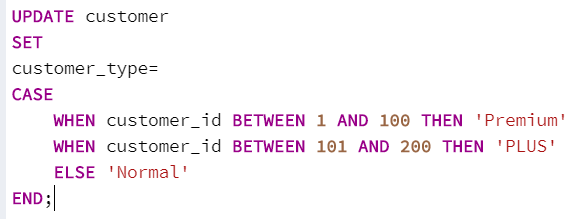 UPDATE customer
SET
customer_type=
CASE
    WHEN customer_id BETWEEN 1 AND 100 THEN 'Premium'
    WHEN customer_id BETWEEN 101 AND 200 THEN 'PLUS'
    ELSE 'Normal'
END;